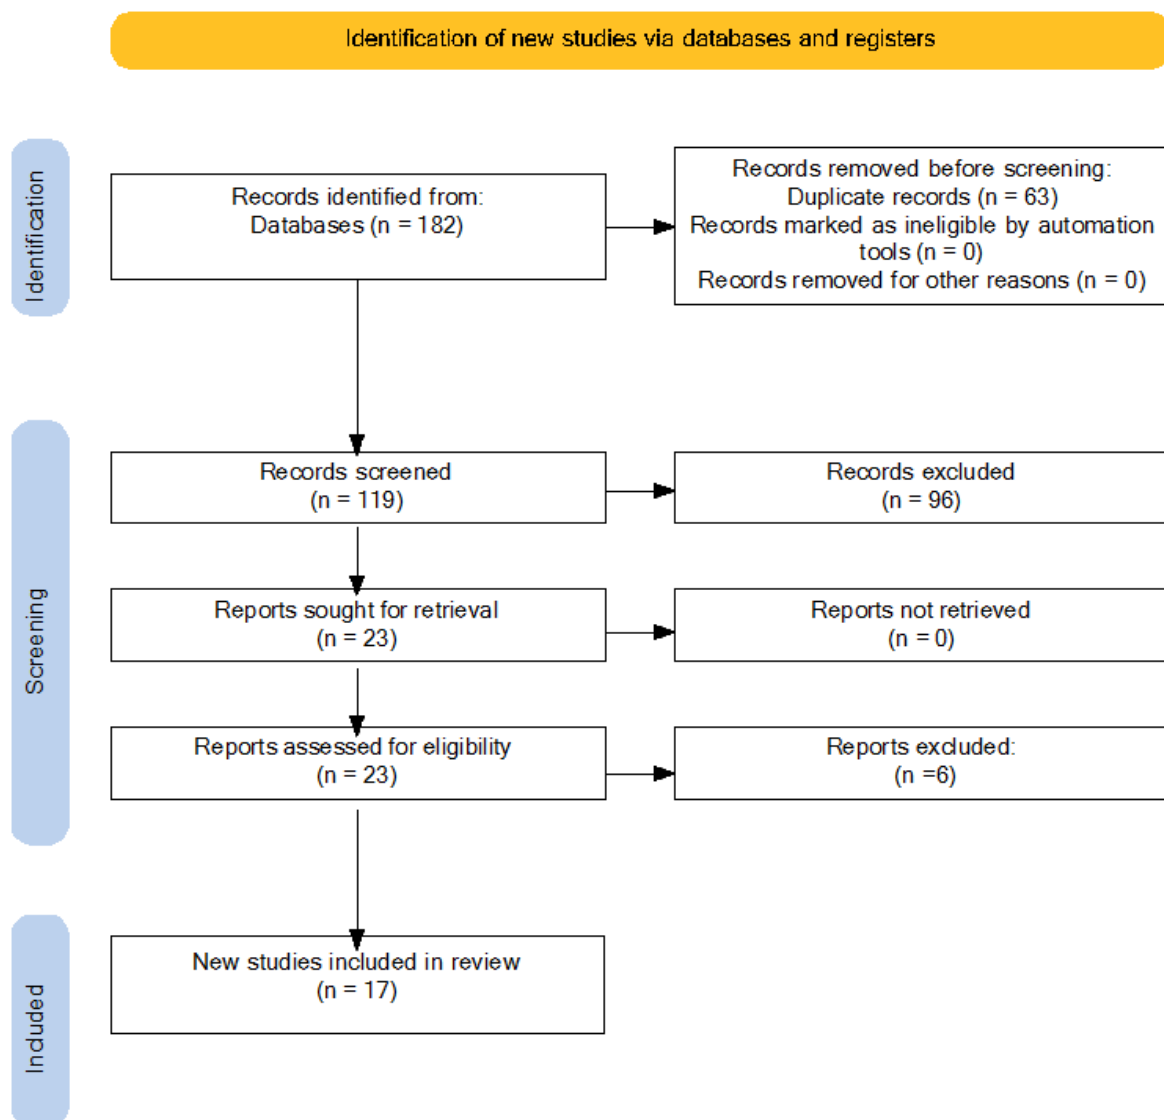 Identification of new studies via databases and registers
Identification
Records identified from:
Databases (n = 182)
Records removed before screening:
Duplicate records (n = 63)
Records marked as ineligible by automation
tools (n = 0)
Records removed for other reasons (n = 0)
Screening
Records screened
(n = 119)
Records excluded
(n = 96)
Reports sought for retrieval
(n = 23)
Reports not retrieved
(n = 0)
Reports assessed for eligibility
(n = 23)
Reports excluded:
(n =6)
Included
New studies included in review
(n = 17)